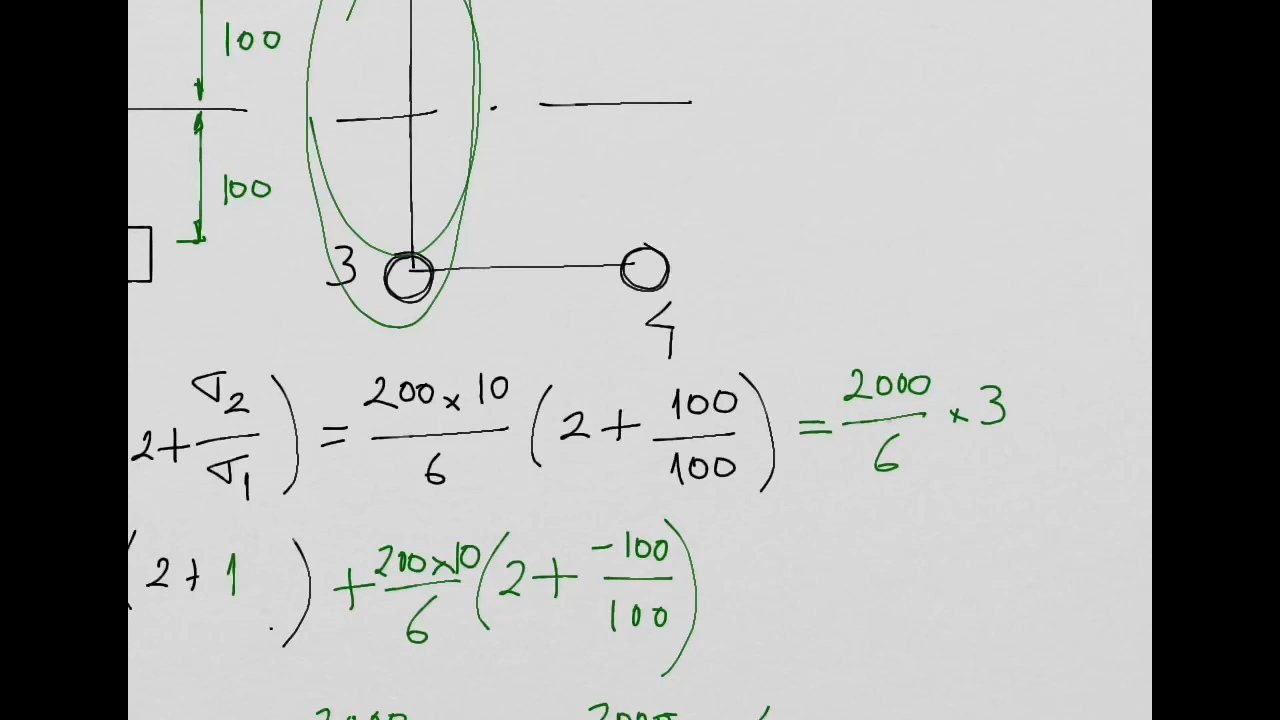 100
100
3
4
2 + σ2/σ1 ) = 200 × 10 / 6 ( 2 + 100/100 ) = 2000/6 × 3
( 2 + 1 ) + 200 × 10 / 6 ( 2 + -100/100 )